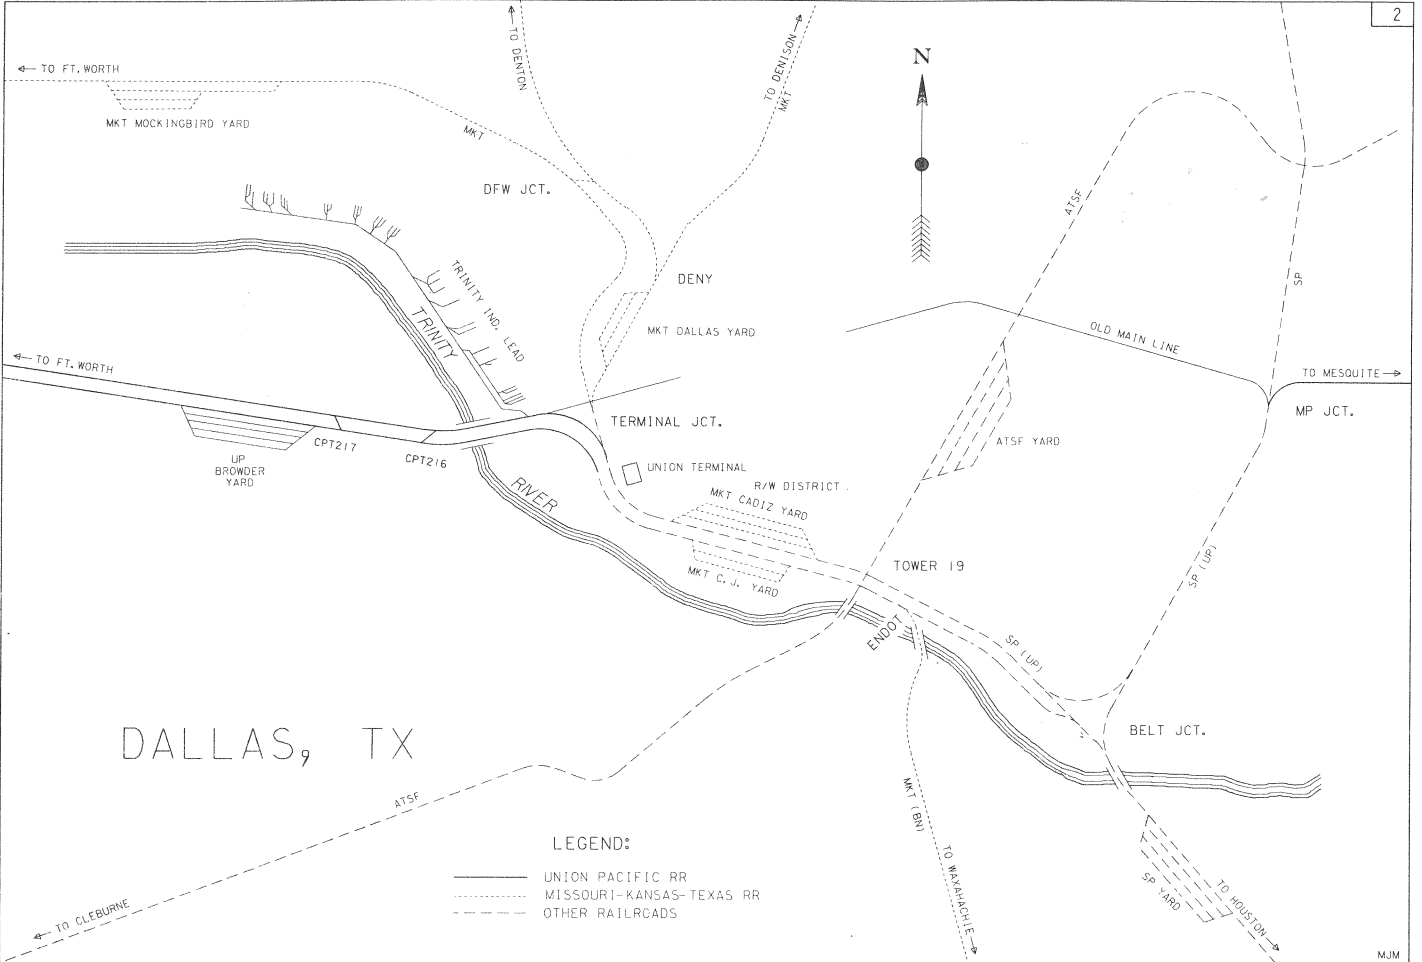 2
TO DENTON
TO DENISON
MKT
N
TO FT. WORTH
MKT MOCKINGBIRD YARD
MKT
DFW JCT.
ATSF
SP
TRINITY IND. LEAD
DENY
TRINITY
MKT DALLAS YARD
OLD MAIN LINE
TO FT. WORTH
TO MESQUITE
MP JCT.
TERMINAL JCT.
CPT217
CPT216
ATSF YARD
UP
BROWDER
YARD
UNION TERMINAL
R/W DISTRICT
MKT CADIZ YARD
RIVER
TOWER 19
MKT C.J. YARD
SP (UP)
ENDOT
SP (UP)
DALLAS, TX
BELT JCT.
ATSF
MKT (BN)
LEGEND:
UNION PACIFIC RR
MISSOURI-KANSAS-TEXAS RR
OTHER RAILROADS
TO WAXAHACHIE
SP YARD
TO HOUSTON
TO CLEBURNE
MJM